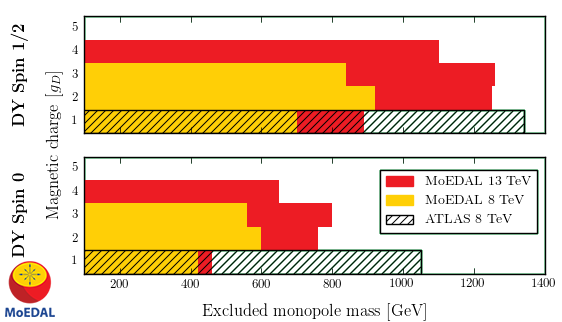 DY Spin 1/2
DY Spin 0
Magnetic charge [g_D]
5
4
3
2
1
5
4
3
2
1
MoEDAL 13 TeV
MoEDAL 8 TeV
ATLAS 8 TeV
200
400
600
800
1000
1200
1400
Excluded monopole mass [GeV]
MoEDAL